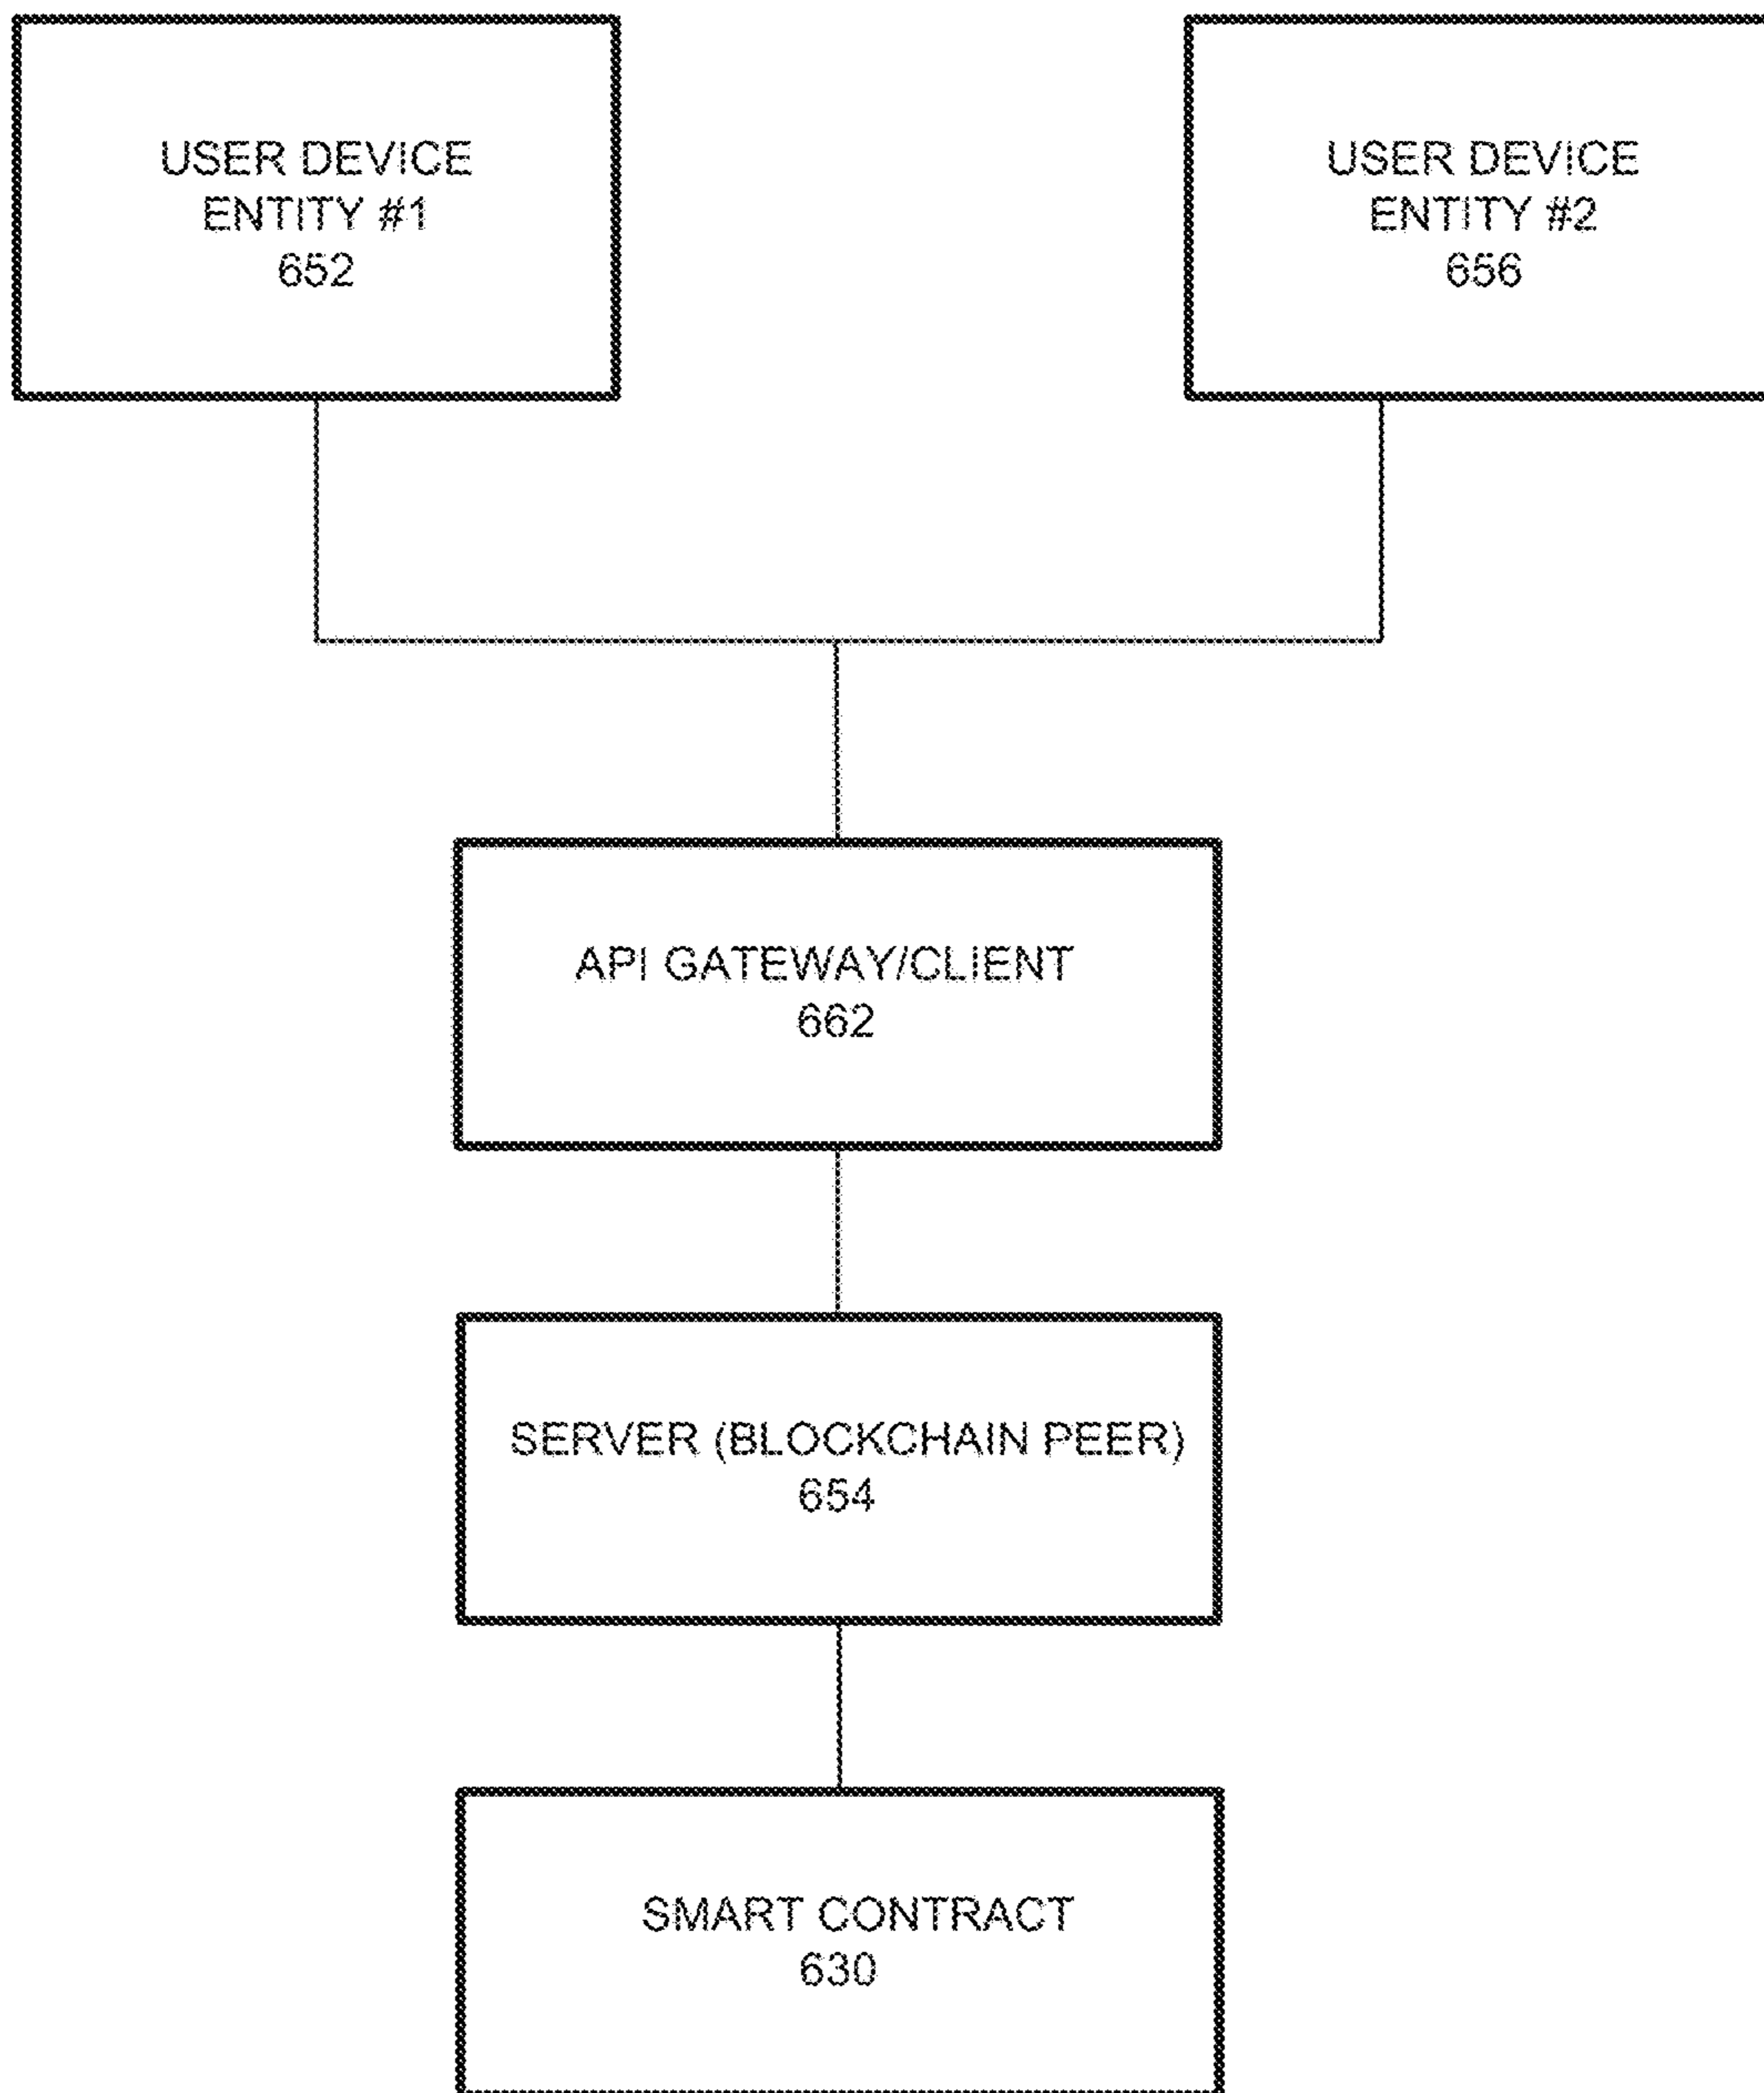 USER DEVICE
ENTITY #1
652
USER DEVICE
ENTITY #2
656
API GATEWAY/CLIENT
662
SERVER (BLOCKCHAIN PEER)
654
SMART CONTRACT
630